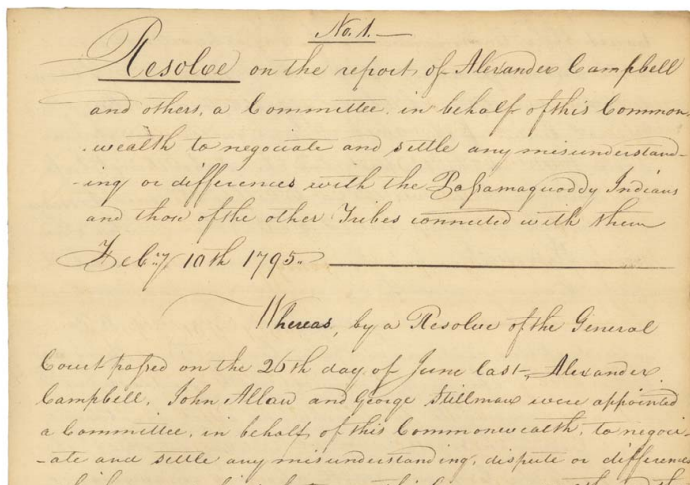 No. 1.—
Resolve on the report of Alexander Campbell
and others, a Committee, in behalf of this Common-
-wealth to negociate and settle any misunderstand-
-ing or differences with the Passamaquoddy Indians
and those of the other Tribes connected with them
Feby. 10th 1795.
Whereas, by a Resolve of the General
Court passed on the 26th day of June last, Alexander
Campbell, John Allan and George Stillman were appointed
a Committee, in behalf of this Commonwealth, to negoci-
-ate and settle any misunderstanding, dispute or difference